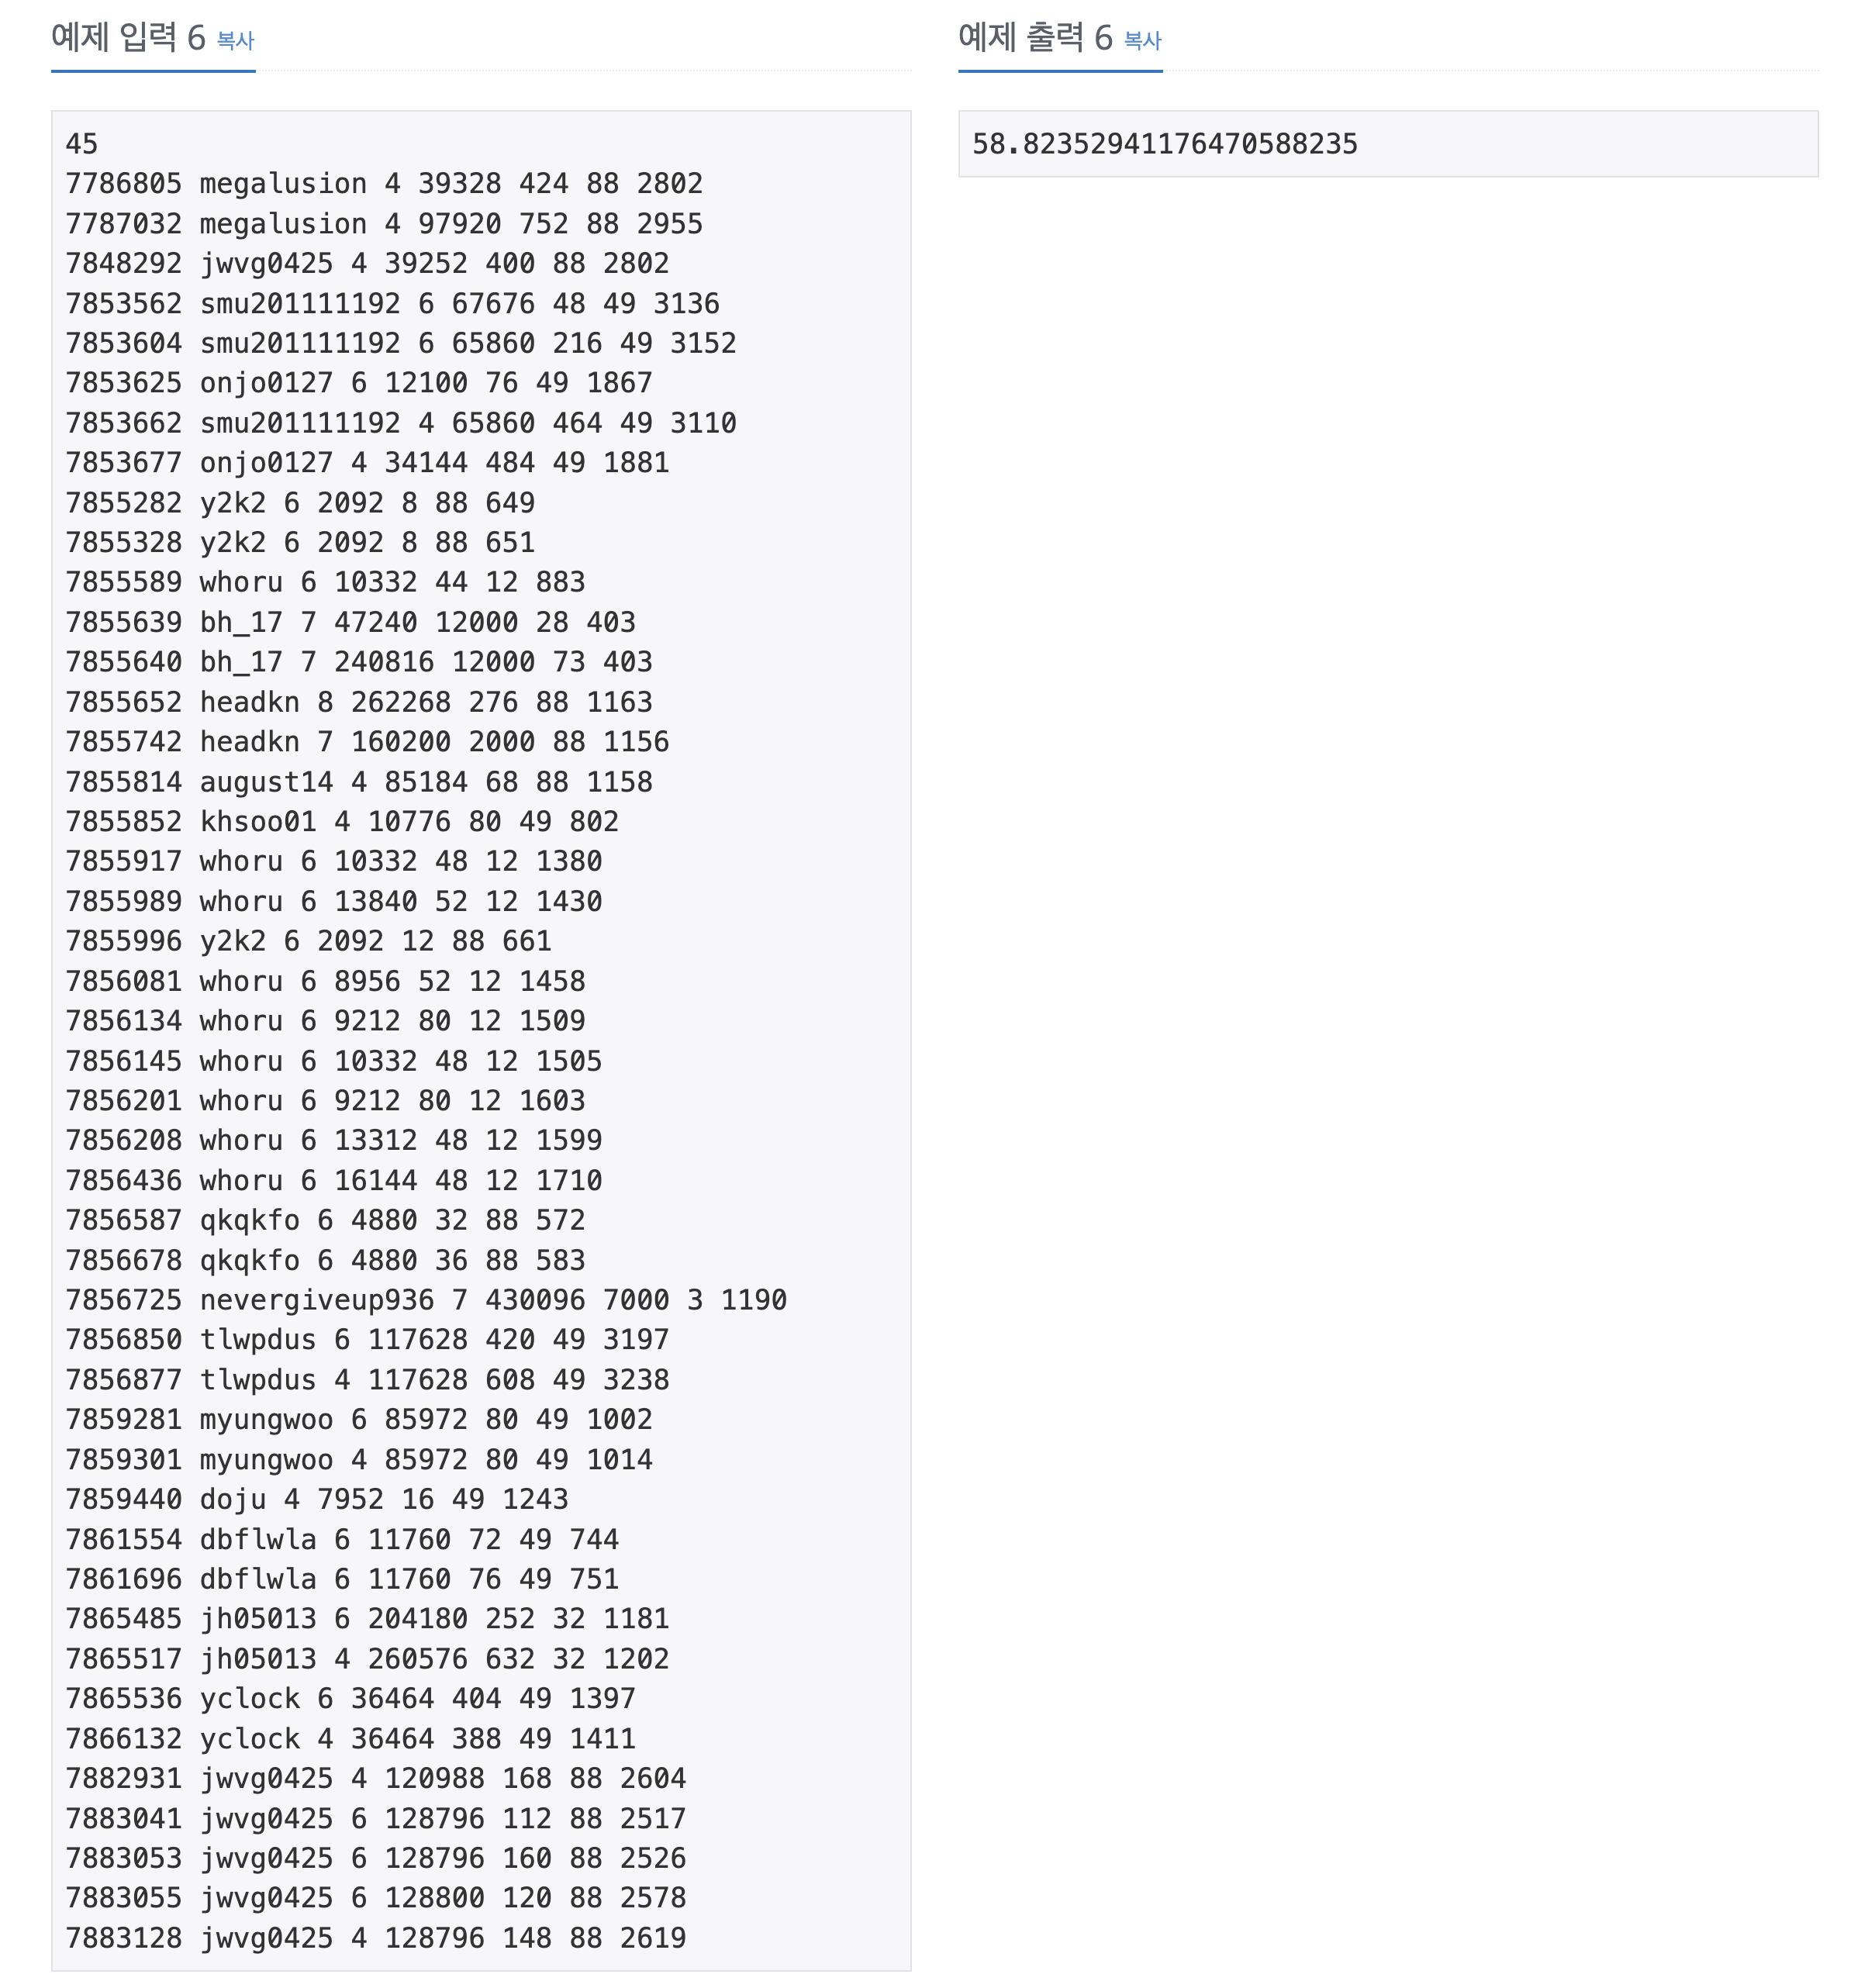 예제 입력 6 복사
45
7786805 megalusion 4 39328 424 88 2802
7787032 megalusion 4 97920 752 88 2955
7848292 jwvg0425 4 39252 400 88 2802
7853562 smu201111192 6 67676 48 49 3136
7853604 smu201111192 6 65860 216 49 3152
7853625 onjo0127 6 12100 76 49 1867
7853662 smu201111192 4 65860 464 49 3110
7853677 onjo0127 4 34144 484 49 1881
7855282 y2k2 6 2092 8 88 649
7855328 y2k2 6 2092 8 88 651
7855589 whoru 6 10332 44 12 883
7855639 bh_17 7 47240 12000 28 403
7855640 bh_17 7 240816 12000 73 403
7855652 headkn 8 262268 276 88 1163
7855742 headkn 7 160200 2000 88 1156
7855814 august14 4 85184 68 88 1158
7855852 khsoo01 4 10776 80 49 802
7855917 whoru 6 10332 48 12 1380
7855989 whoru 6 13840 52 12 1430
7855996 y2k2 6 2092 12 88 661
7856081 whoru 6 8956 52 12 1458
7856134 whoru 6 9212 80 12 1509
7856145 whoru 6 10332 48 12 1505
7856201 whoru 6 9212 80 12 1603
7856208 whoru 6 13312 48 12 1599
7856436 whoru 6 16144 48 12 1710
7856587 qkqkfo 6 4880 32 88 572
7856678 qkqkfo 6 4880 36 88 583
7856725 nevergiveup936 7 430096 7000 3 1190
7856850 tlwpdus 6 117628 420 49 3197
7856877 tlwpdus 4 117628 608 49 3238
7859281 myungwoo 6 85972 80 49 1002
7859301 myungwoo 4 85972 80 49 1014
7859440 doju 4 7952 16 49 1243
7861554 dbflwla 6 11760 72 49 744
7861696 dbflwla 6 11760 76 49 751
7865485 jh05013 6 204180 252 32 1181
7865517 jh05013 4 260576 632 32 1202
7865536 yclock 6 36464 404 49 1397
7866132 yclock 4 36464 388 49 1411
7882931 jwvg0425 4 120988 168 88 2604
7883041 jwvg0425 6 128796 112 88 2517
7883053 jwvg0425 6 128796 160 88 2526
7883055 jwvg0425 6 128800 120 88 2578
7883128 jwvg0425 4 128796 148 88 2619
예제 출력 6 복사
58.82352941176470588235